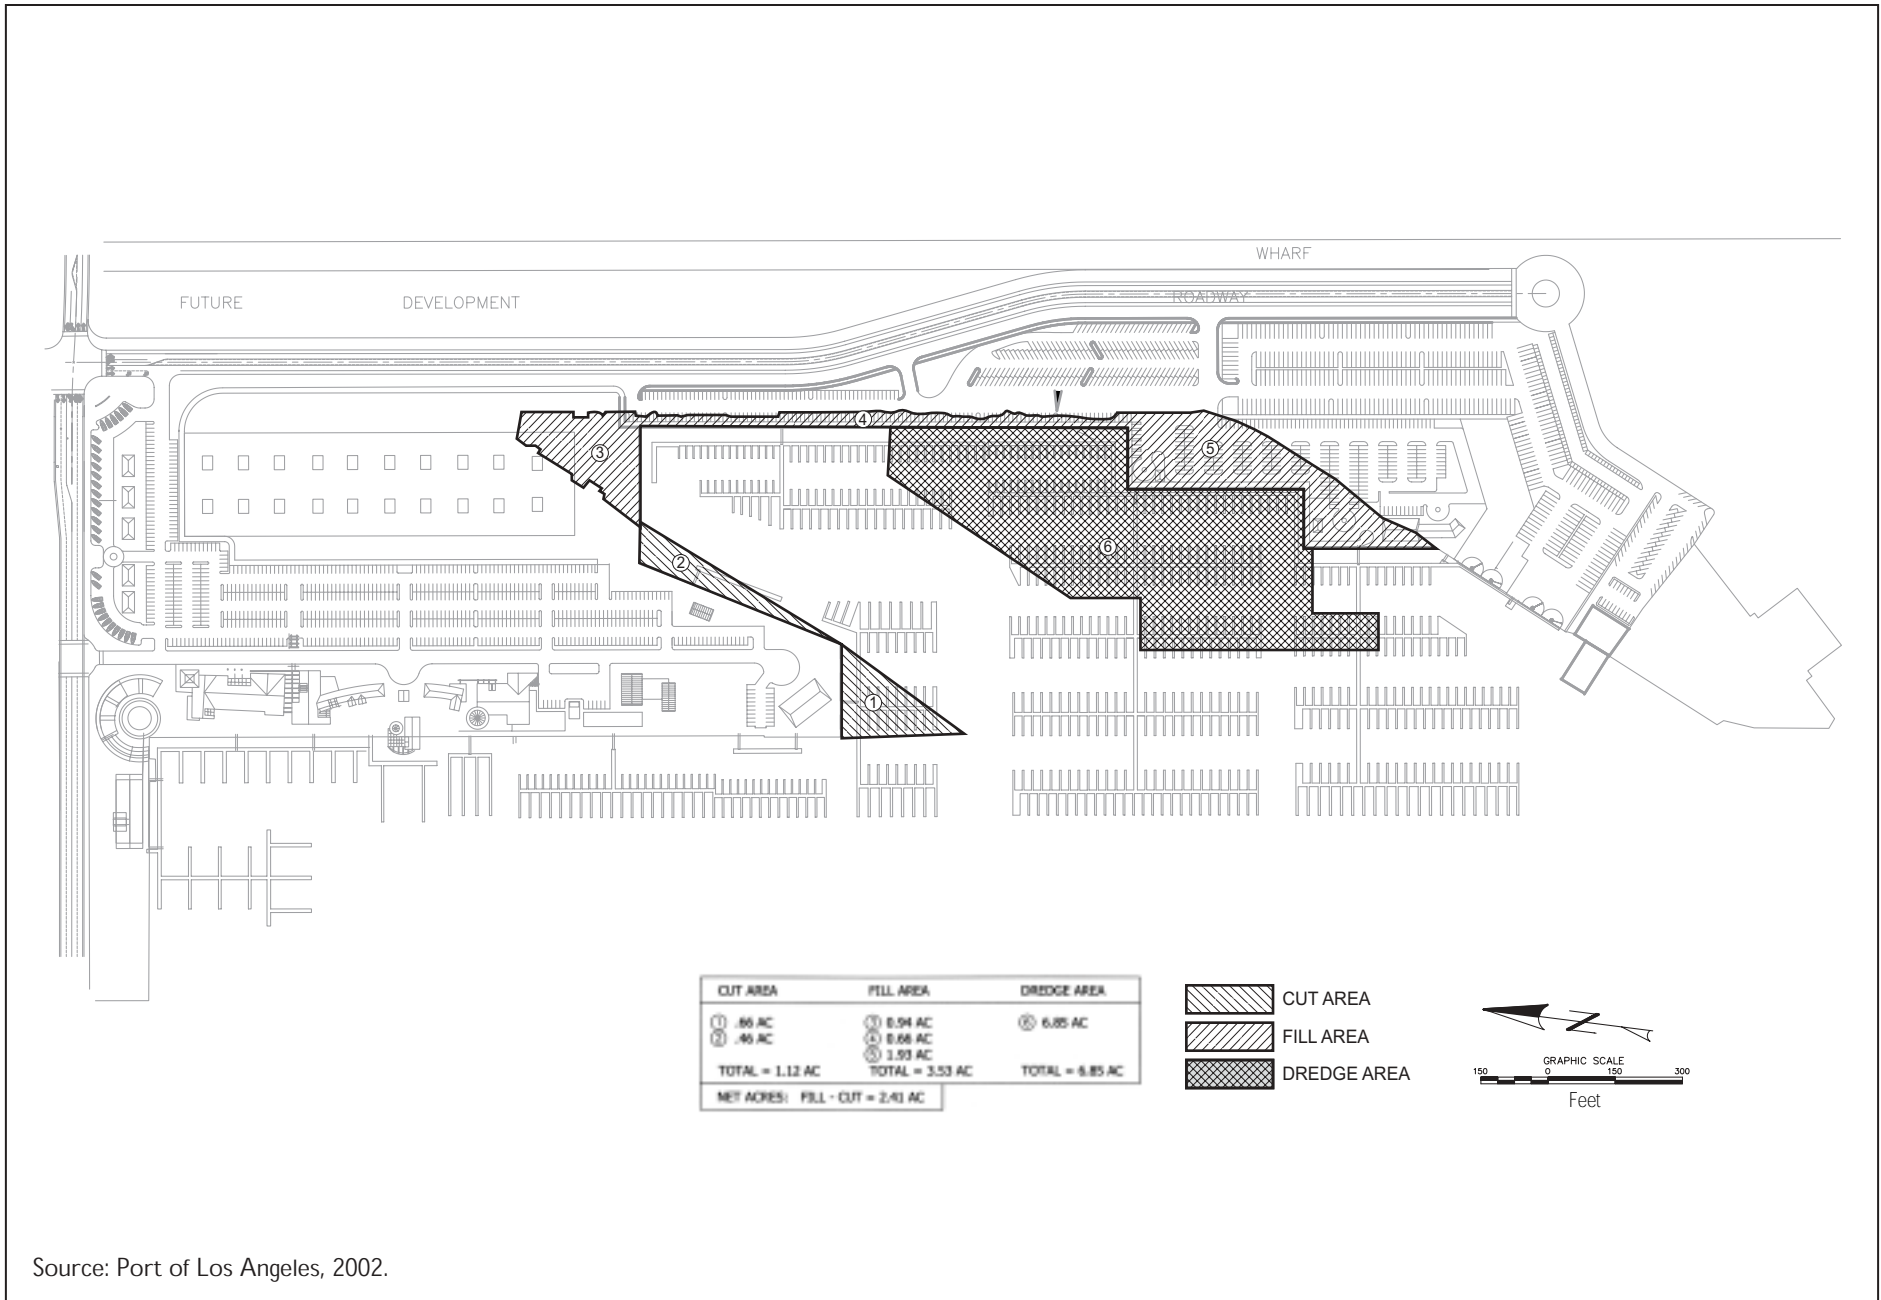 WHARF
FUTURE DEVELOPMENT
ROADWAY
3
4
5
6
2
1
CUT AREA FILL AREA DREDGE AREA
1 .66 AC 3 0.94 AC 6 6.85 AC
2 .46 AC 4 0.66 AC
5 1.93 AC
TOTAL = 1.12 AC TOTAL = 3.53 AC TOTAL = 6.85 AC
NET ACRES: FILL - CUT = 2.41 AC
CUT AREA
FILL AREA
DREDGE AREA
GRAPHIC SCALE
150 0 150 300
Feet
Source: Port of Los Angeles, 2002.